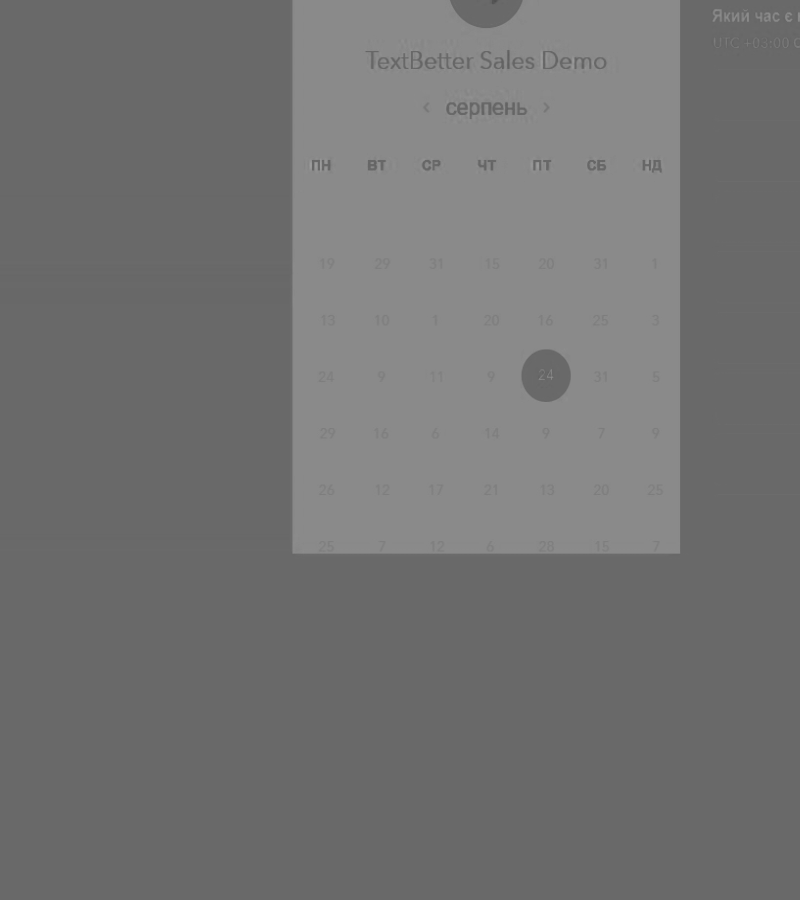 Який час є
UTC +03:00
TextBetter Sales Demo
серпень
ПН ВТ СР ЧТ ПТ СБ НД
19 29 31 15 20 31 1
13 10 1 20 16 25 3
24 9 11 9 24 31 5
29 16 6 14 9 7 9
26 12 17 21 13 20 25
25 7 12 6 28 15 7